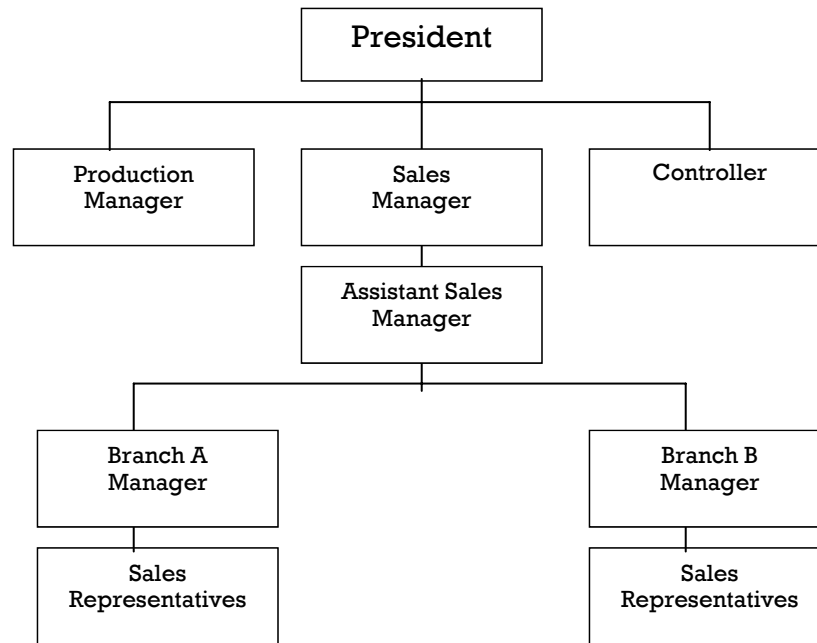 President
Production
Manager
Sales
Manager
Controller
Assistant Sales
Manager
Branch A
Manager
Branch B
Manager
Sales
Representatives
Sales
Representatives